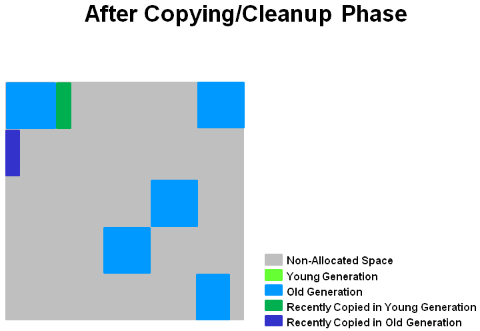 After Copying/Cleanup Phase
Non-Allocated Space
Young Generation
Old Generation
Recently Copied in Young Generation
Recently Copied in Old Generation